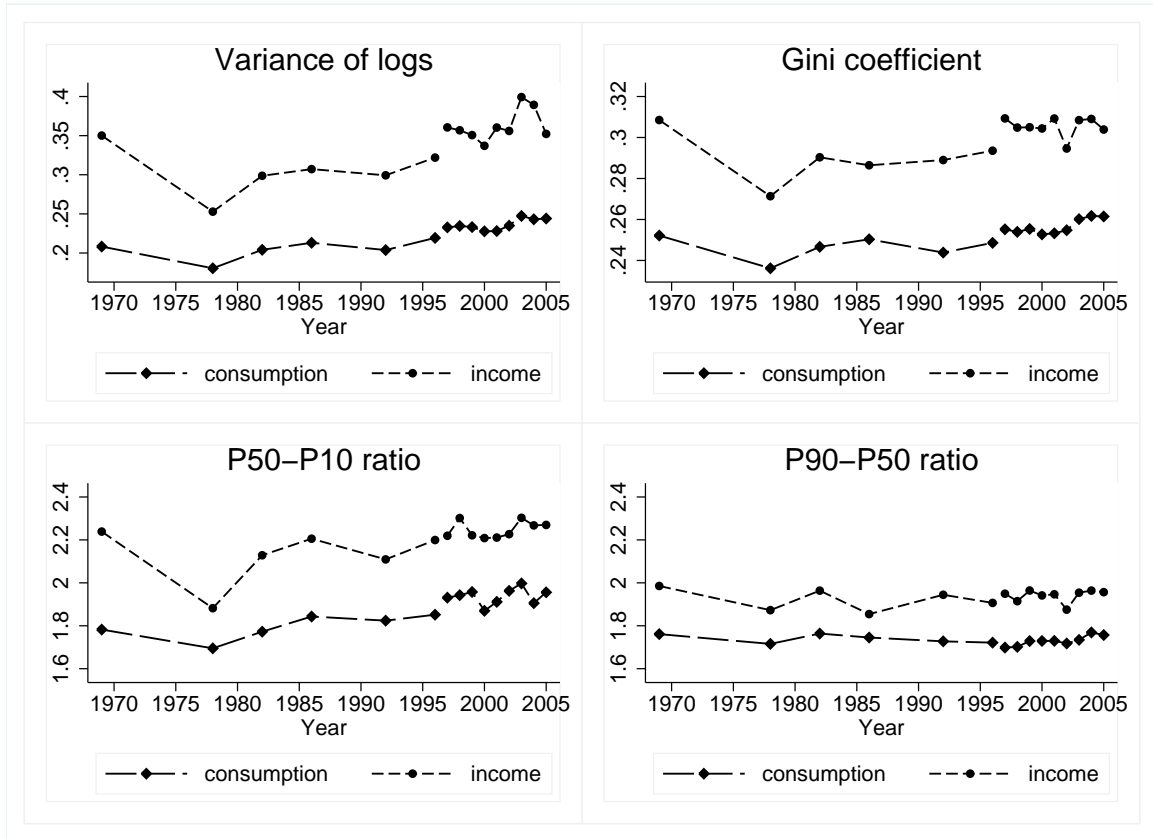 Variance of logs
.4
.35
.3
.25
.2
1970 1975 1980 1985 1990 1995 2000 2005
Year
consumption income
Gini coefficient
.32
.3
.28
.26
.24
1970 1975 1980 1985 1990 1995 2000 2005
Year
consumption income
P50–P10 ratio
2.4
2.2
2
1.8
1.6
1970 1975 1980 1985 1990 1995 2000 2005
Year
consumption income
P90–P50 ratio
2.4
2.2
2
1.8
1.6
1970 1975 1980 1985 1990 1995 2000 2005
Year
consumption income